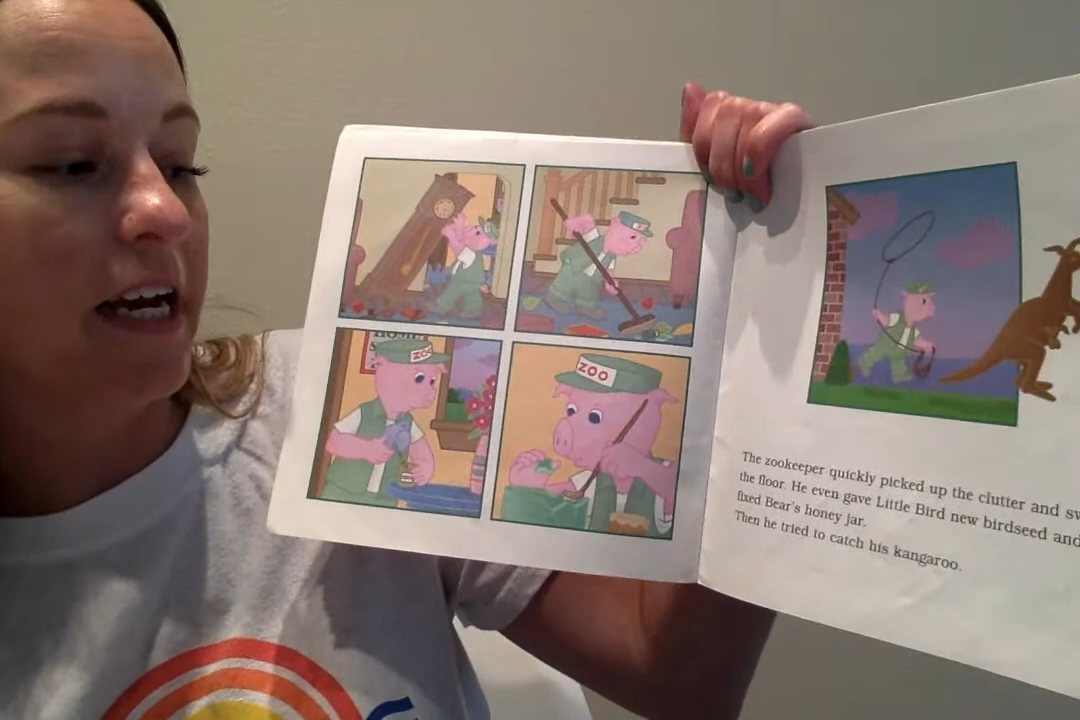 ZOO
ZOO
The zookeeper quickly picked up the clutter and
the floor. He even gave Little Bird new birdseed and
fixed Bear's honey jar.
Then he tried to catch his kangaroo.